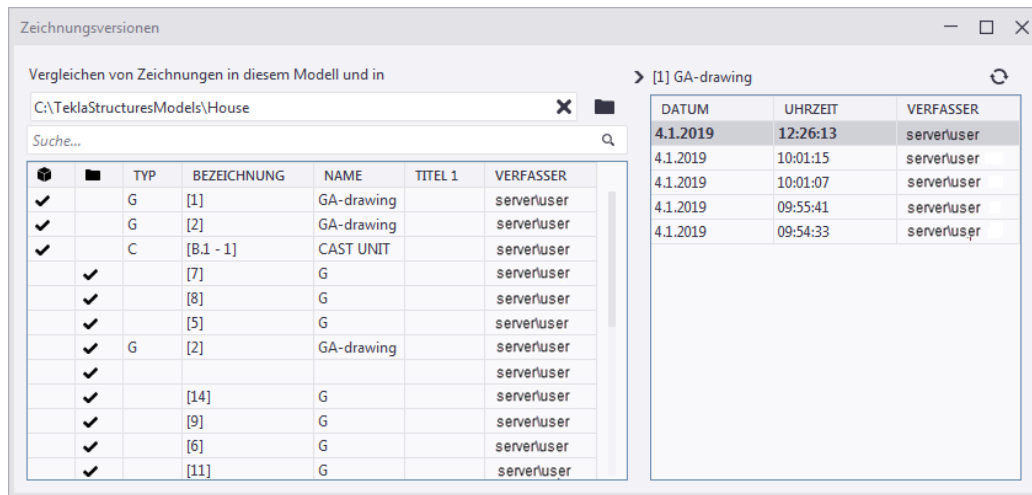 Zeichnungsversionen
Vergleichen von Zeichnungen in diesem Modell und in
C:\TeklaStructuresModels\House
Suche...
TYP BEZEICHNUNG NAME TITEL 1 VERFASSER
G [1] GA-drawing server\user
G [2] GA-drawing server\user
C [B.1 - 1] CAST UNIT server\user
[7] G server\user
[8] G server\user
[5] G server\user
G [2] GA-drawing server\user
server\user
[14] G server\user
[9] G server\user
[6] G server\user
[11] G server\user
[1] GA-drawing
DATUM UHRZEIT VERFASSER
4.1.2019 12:26:13 server\user
4.1.2019 10:01:15 server\user
4.1.2019 10:01:07 server\user
4.1.2019 09:55:41 server\user
4.1.2019 09:54:33 server\user